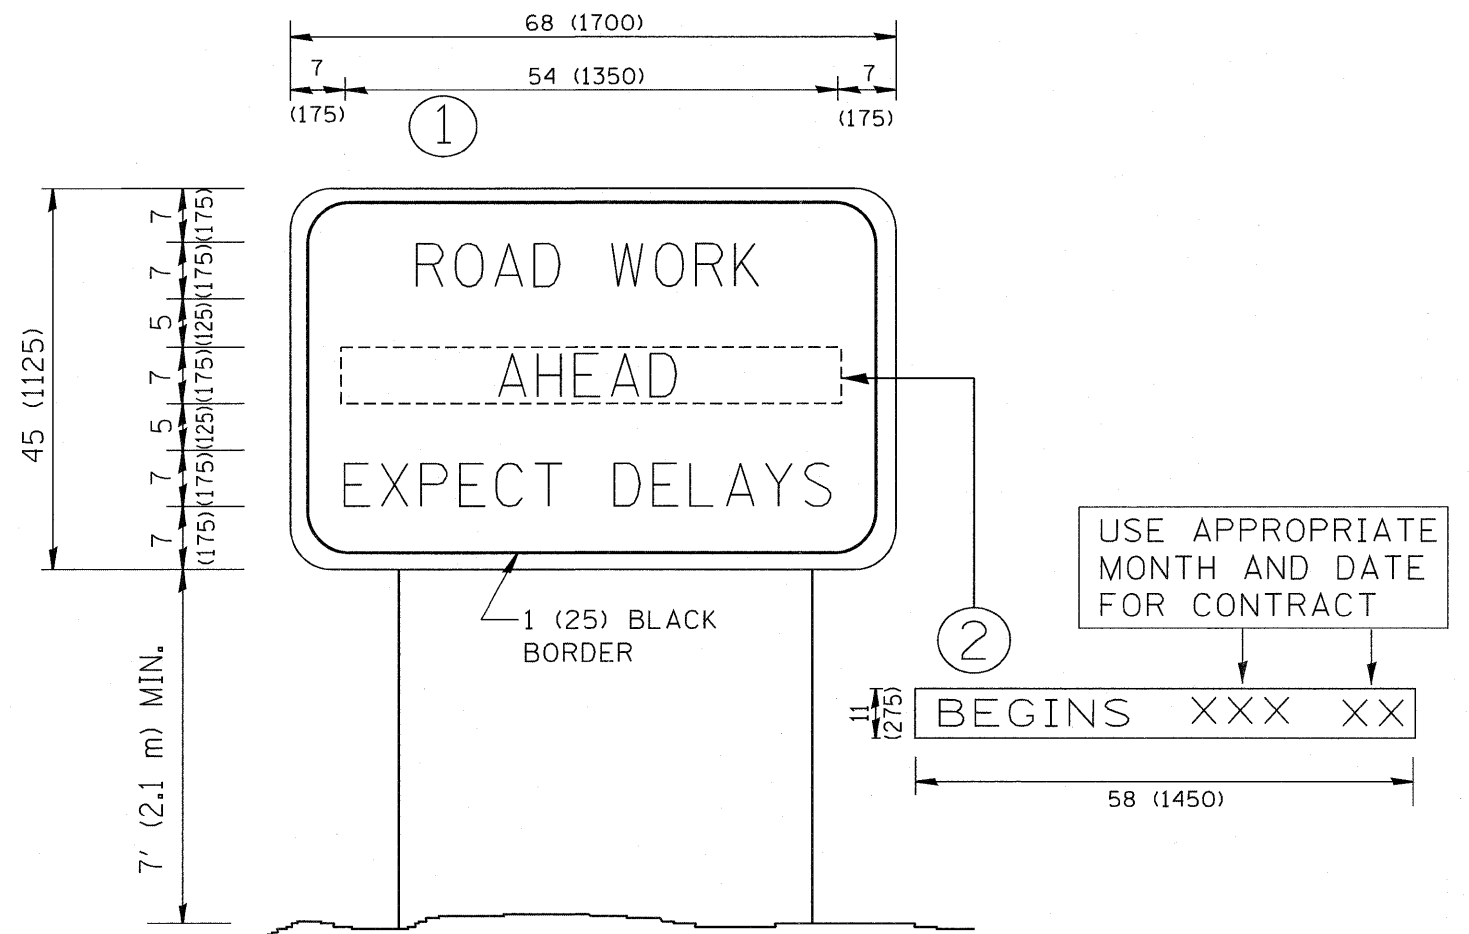 68 (1700)
7
54 (1350)
7
(175)
(175)
1
45 (1125)
7
(175)
7
(175)
5
(125)
7
(175)
5
(125)
7
(175)
7
(175)
ROAD WORK
AHEAD
EXPECT DELAYS
1 (25) BLACK
BORDER
7' (2.1 m) MIN.
2
USE APPROPRIATE
MONTH AND DATE
FOR CONTRACT
11
(275)
BEGINS XXX XX
58 (1450)